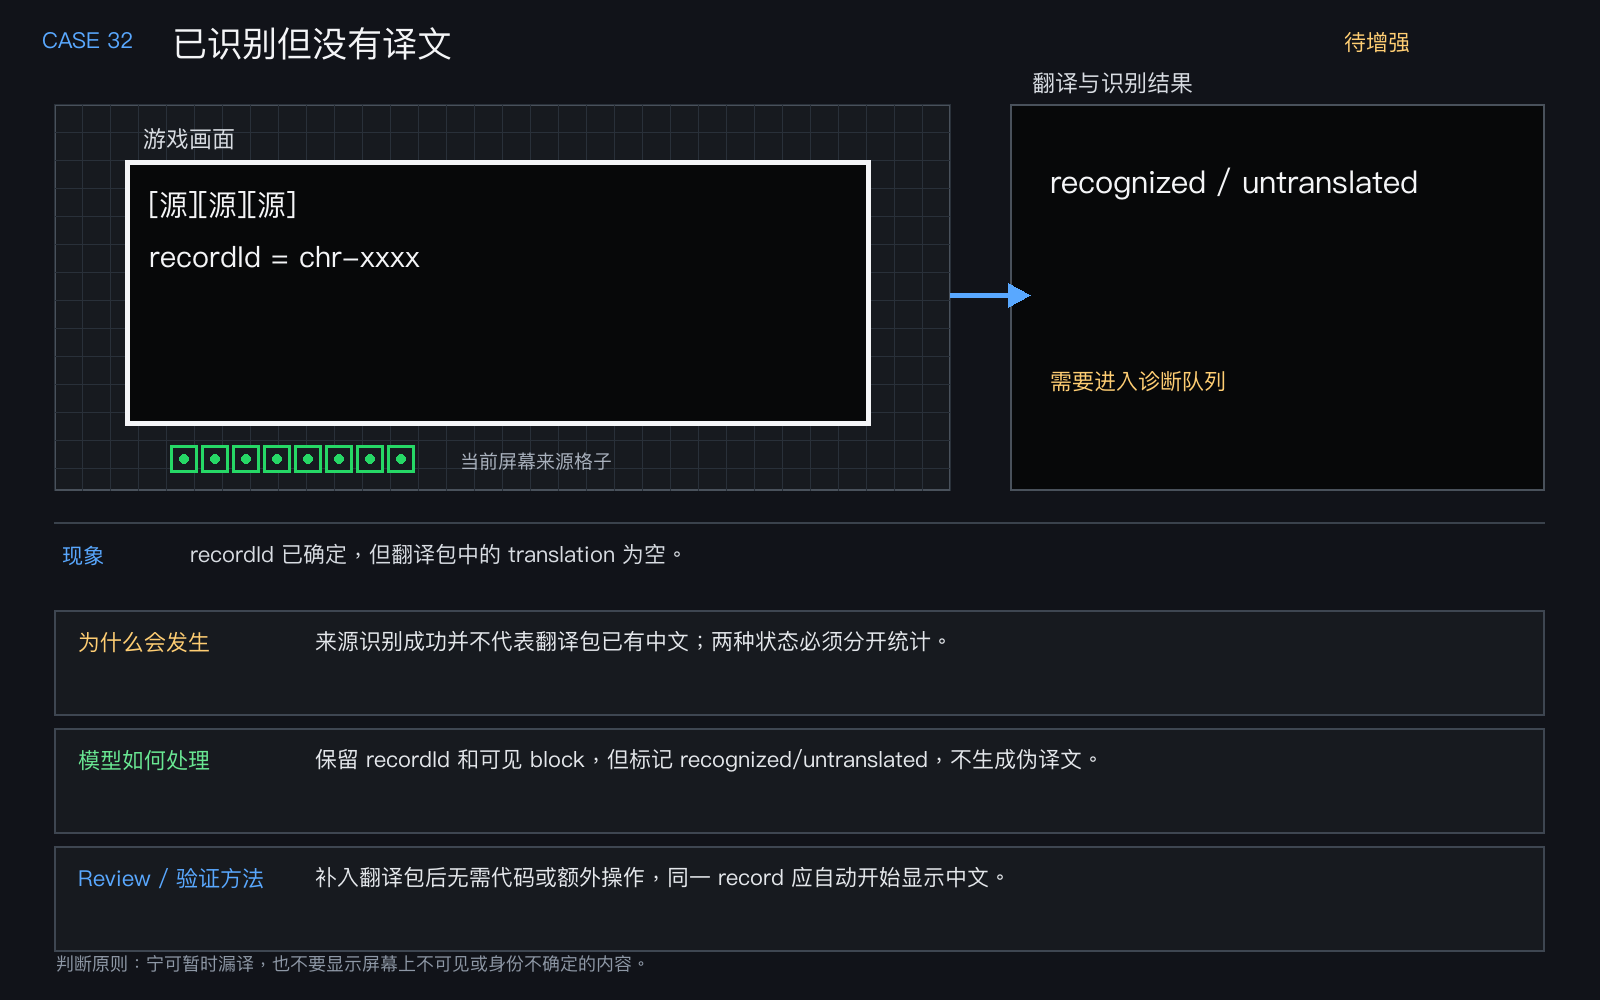 CASE 32
已识别但没有译文
待增强
翻译与识别结果
游戏画面
[源][源][源]
recordId = chr-xxxx
recognized / untranslated
需要进入诊断队列
当前屏幕来源格子
现象
recordId 已确定，但翻译包中的 translation 为空。
为什么会发生
来源识别成功并不代表翻译包已有中文；两种状态必须分开统计。
模型如何处理
保留 recordId 和可见 block，但标记 recognized/untranslated，不生成伪译文。
Review / 验证方法
补入翻译包后无需代码或额外操作，同一 record 应自动开始显示中文。
判断原则：宁可暂时漏译，也不要显示屏幕上不可见或身份不确定的内容。